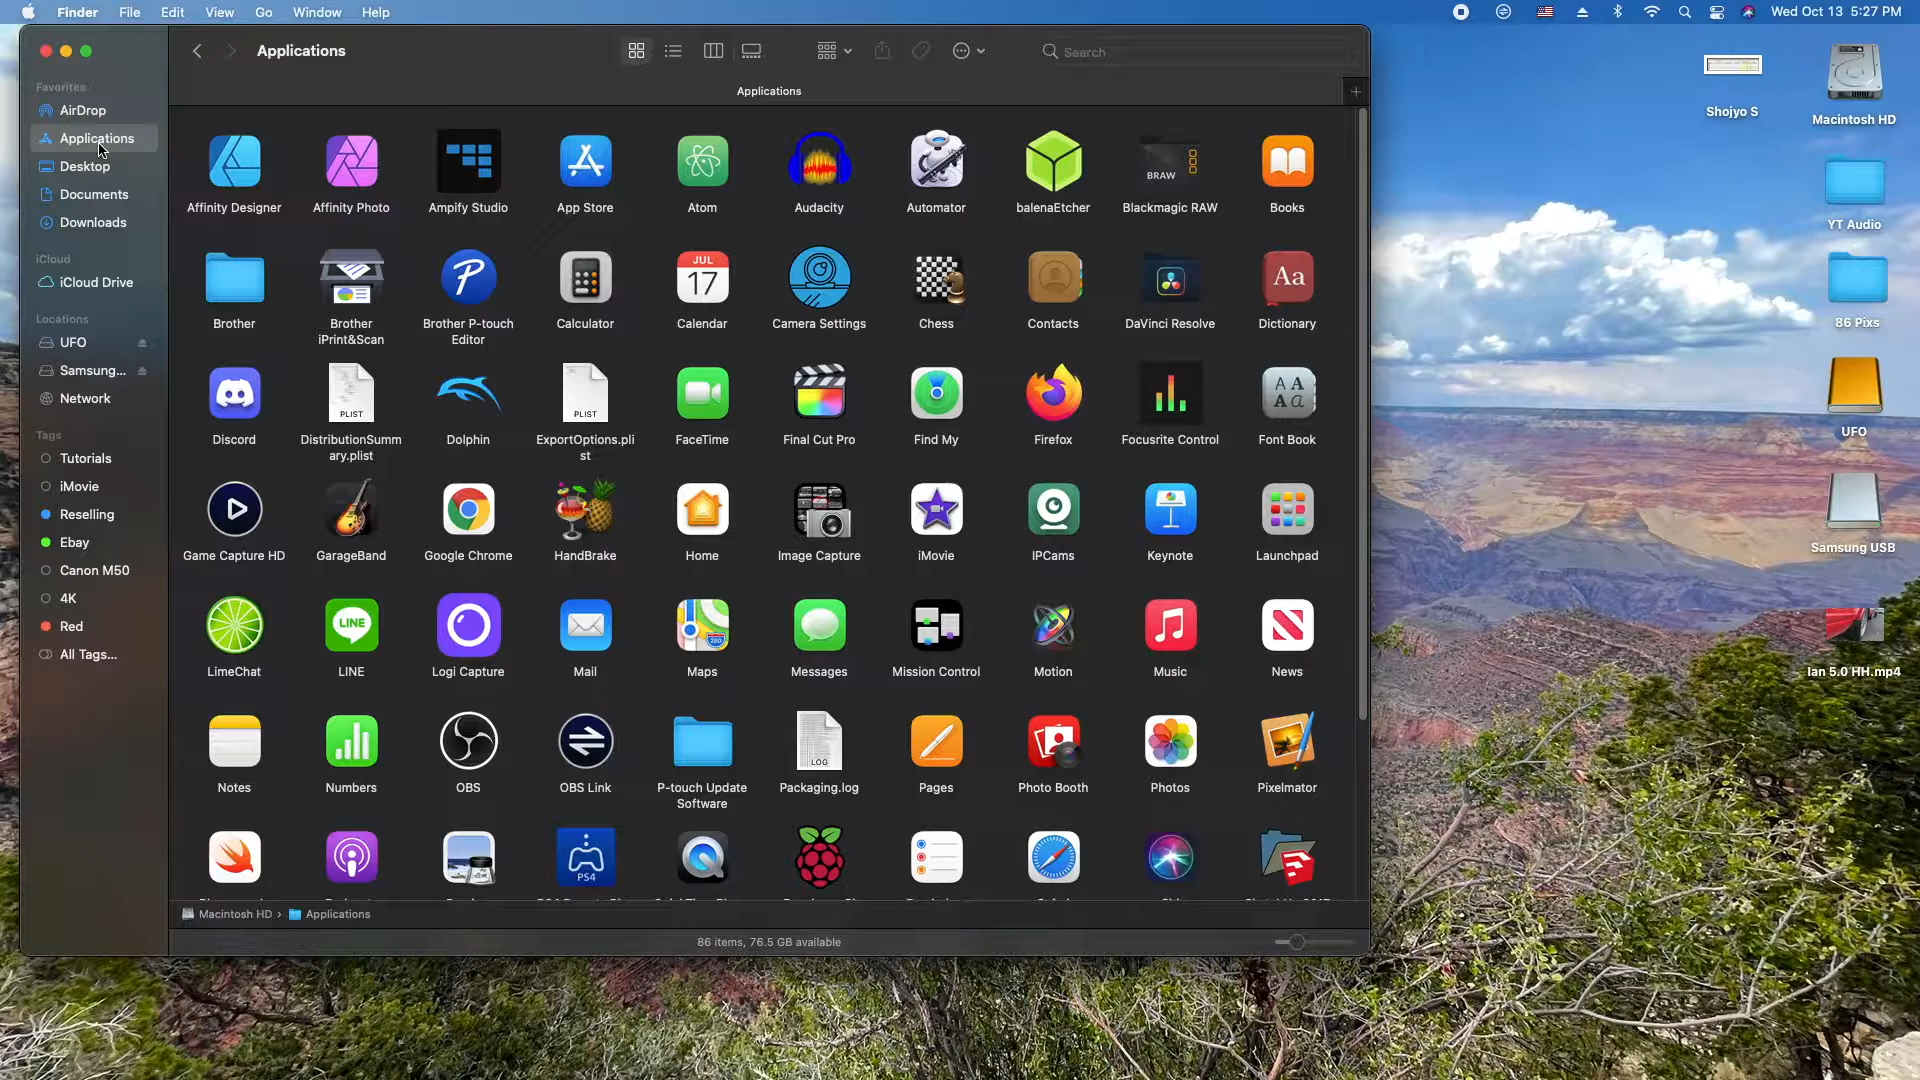 Finder File Edit View Go Window Help
Wed Oct 13 5:27 PM
Applications
Search
Applications
Favorites
AirDrop
Applications
Desktop
Documents
Downloads
iCloud
iCloud Drive
Locations
UFO
Samsung...
Network
Tags
Tutorials
iMovie
Reselling
Ebay
Canon M50
4K
Red
All Tags...
BRAW
Affinity Designer Affinity Photo Ampify Studio App Store Atom Audacity Automator balenaEtcher Blackmagic RAW Books
JUL
17
Aa
Brother Brother Brother P-touch Calculator Calendar Camera Settings Chess Contacts DaVinci Resolve Dictionary
iPrint&Scan Editor
PLIST PLIST
A A
A a
Discord DistributionSumm Dolphin ExportOptions.pli FaceTime Final Cut Pro Find My Firefox Focusrite Control Font Book
ary.plist st
Game Capture HD GarageBand Google Chrome HandBrake Home Image Capture iMovie IPCams Keynote Launchpad
LINE
280
LimeChat LINE Logi Capture Mail Maps Messages Mission Control Motion Music News
LOG
Notes Numbers OBS OBS Link P-touch Update Packaging.log Pages Photo Booth Photos Pixelmator
Software
PS4
Macintosh HD › Applications
86 items, 76.5 GB available
Shojyo S
Macintosh HD
YT Audio
86 Pixs
UFO
Samsung USB
Ian 5.0 HH.mp4